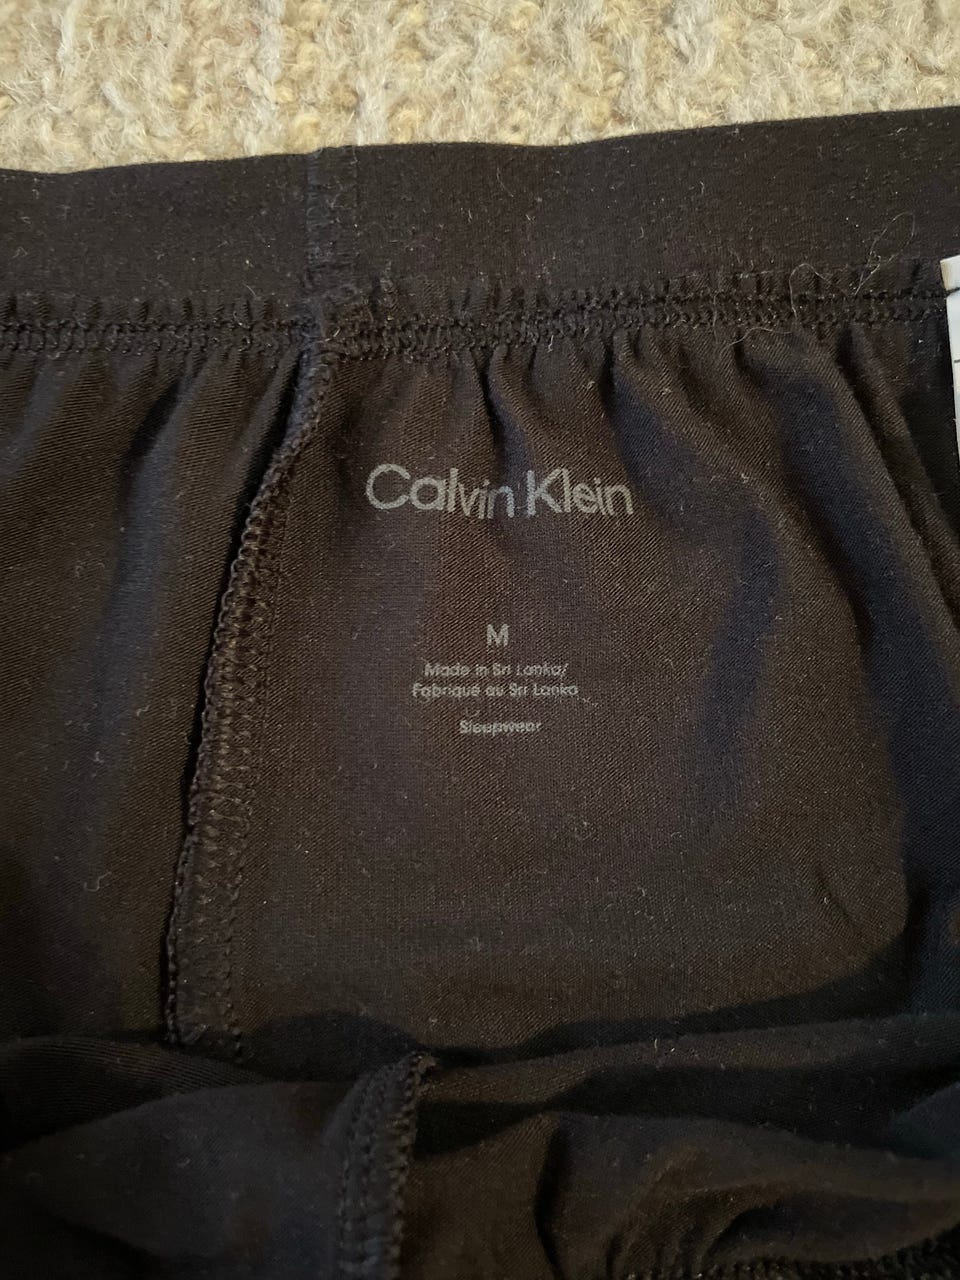 Calvin Klein
M
Made in Sri Lanka/
Fabriqué au Sri Lanka
Sleepwear